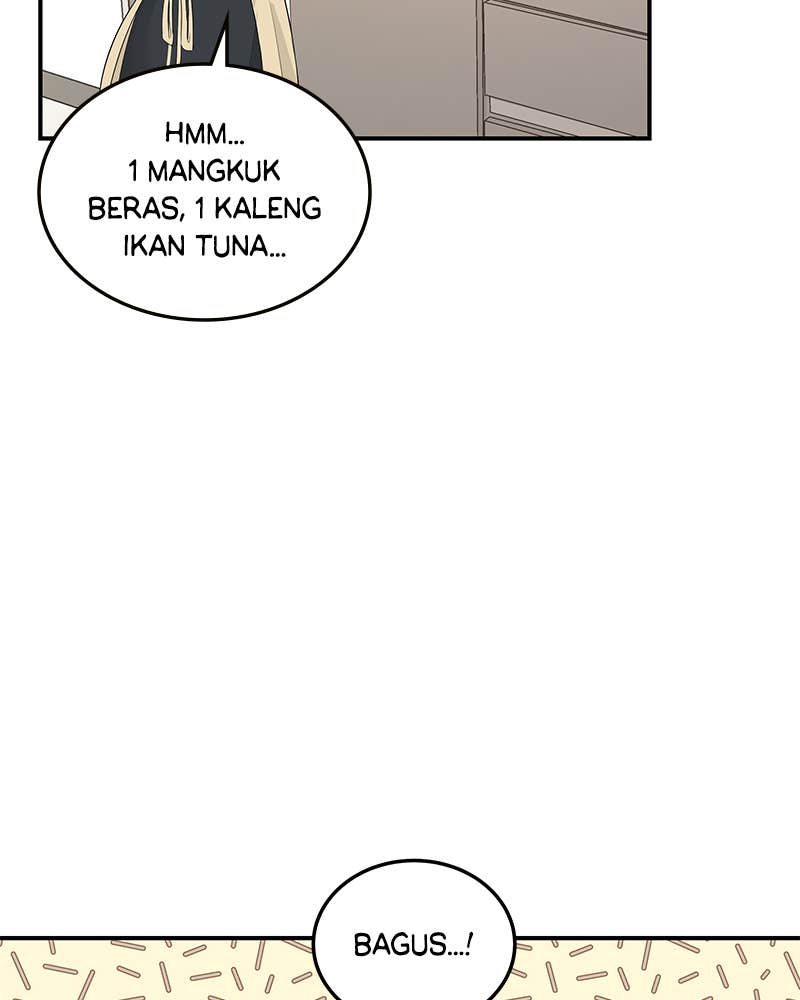 HMM...
1 MANGKUK
BERAS, 1 KALENG
IKAN TUNA...
BAGUS...!